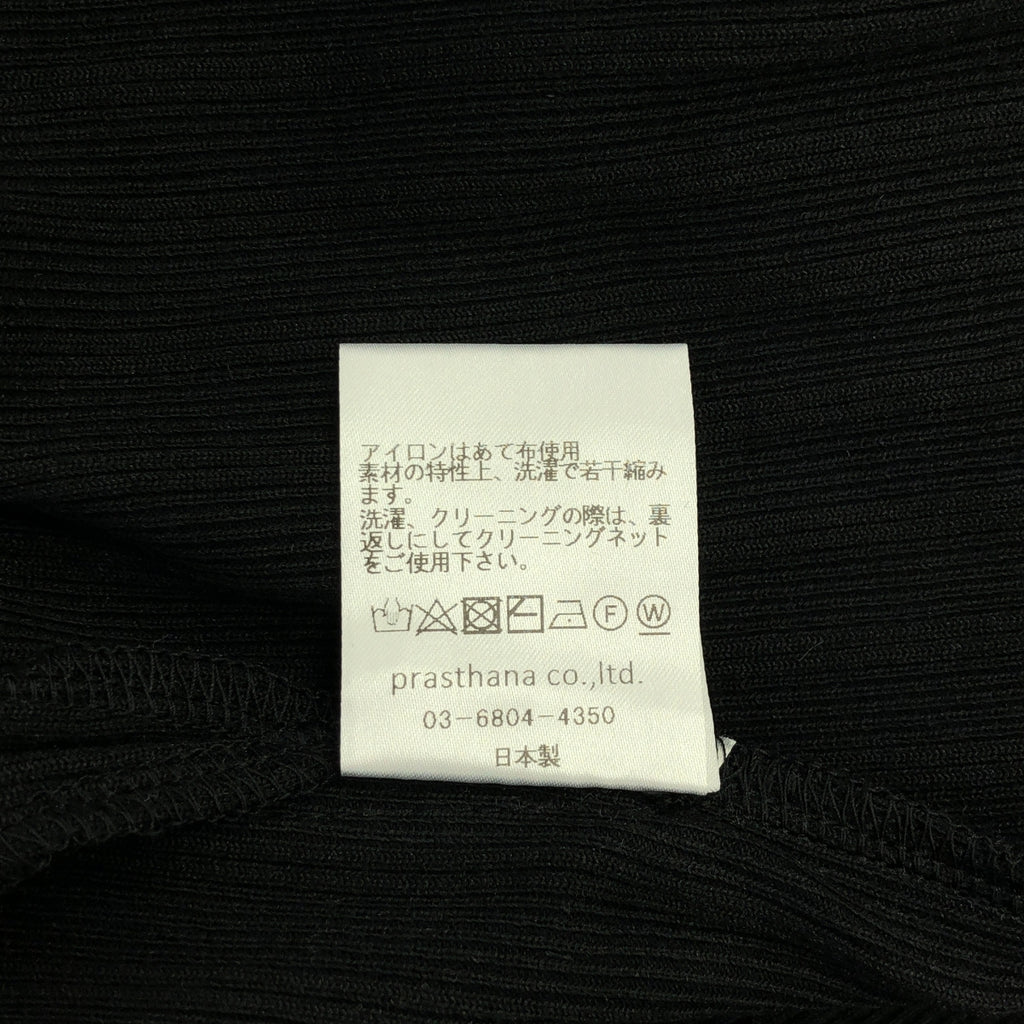 アイロンはあて布使用
素材の特性上、洗濯で若干縮み
ます。
洗濯、クリーニングの際は、裏
返しにしてクリーニングネット
をご使用下さい。
F W
prasthana co.,ltd.
03-6804-4350
日本製